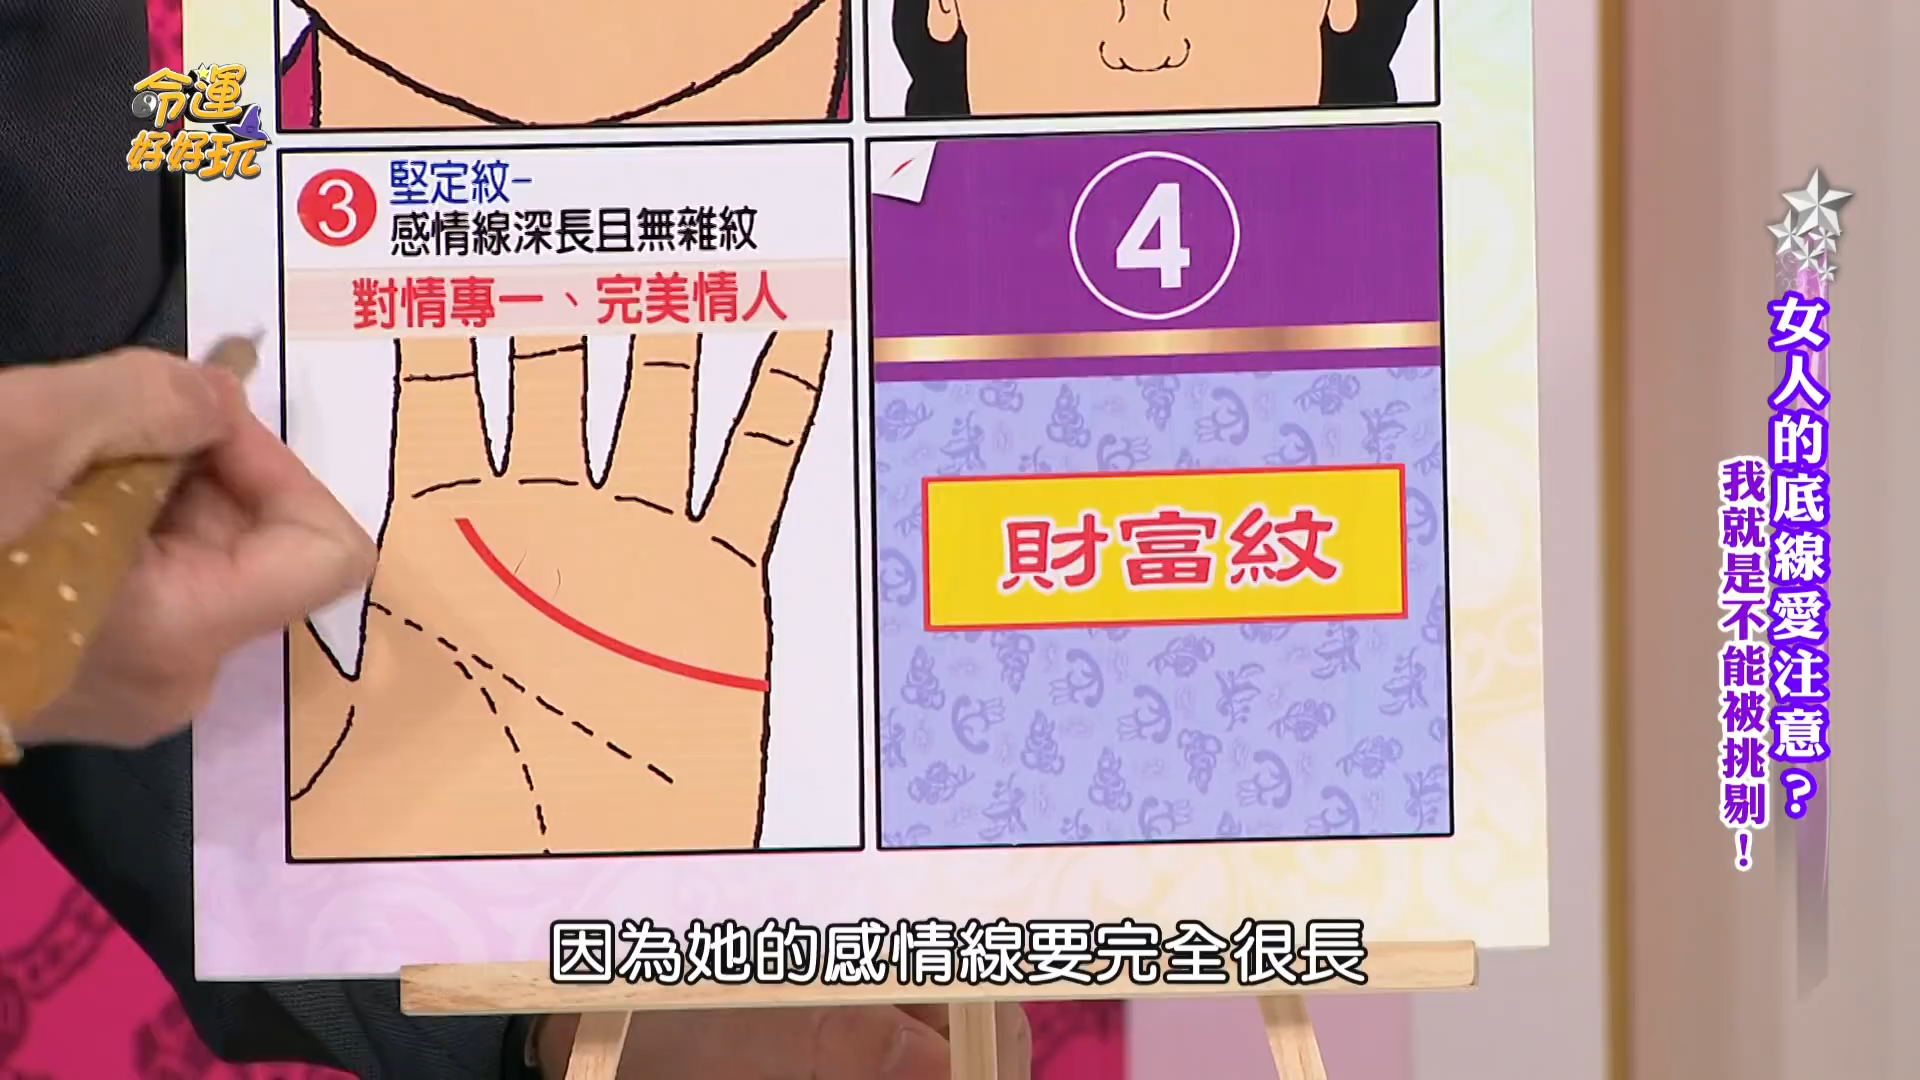 命運
好好玩
3
堅定紋-
感情線深長且無雜紋
對情專一、完美情人
4
財富紋
女人的底線愛注意?
我就是不能被挑剔!
因為她的感情線要完全很長